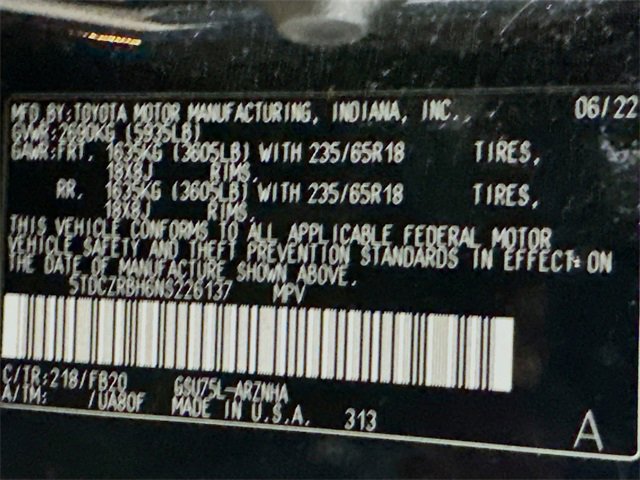 MFD.BY:TOYOTA MOTOR MANUFACTURING, INDIANA, INC., 06/22
GVWR:2690KG (5935LB)
GAWR:FRT. 1635KG (3605LB) WITH 235/65R18 TIRES,
18X8J RIMS,
RR. 1635KG (3605LB) WITH 235/65R18 TIRES,
18X8J RIMS.
THIS VEHICLE CONFORMS TO ALL APPLICABLE FEDERAL MOTOR
VEHICLE SAFETY AND THEFT PREVENTION STANDARDS IN EFFECT ON
THE DATE OF MANUFACTURE SHOWN ABOVE.
5TDCZRBH6NS226137 MPV
C/TR:218/FB20 GSU75L-ARZNHA
A/TM: /UA80F MADE IN U.S.A. 313
A